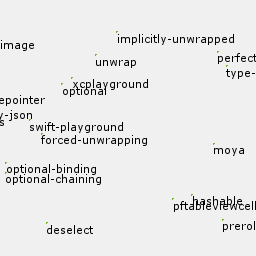 implicitly-unwrapped
image
perfect
unwrap
type-
xcplayground
optional
epointer
y-json
s
swift-playground
forced-unwrapping
moya
optional-binding
optional-chaining
hashable
pftableviewcell
prerol
deselect